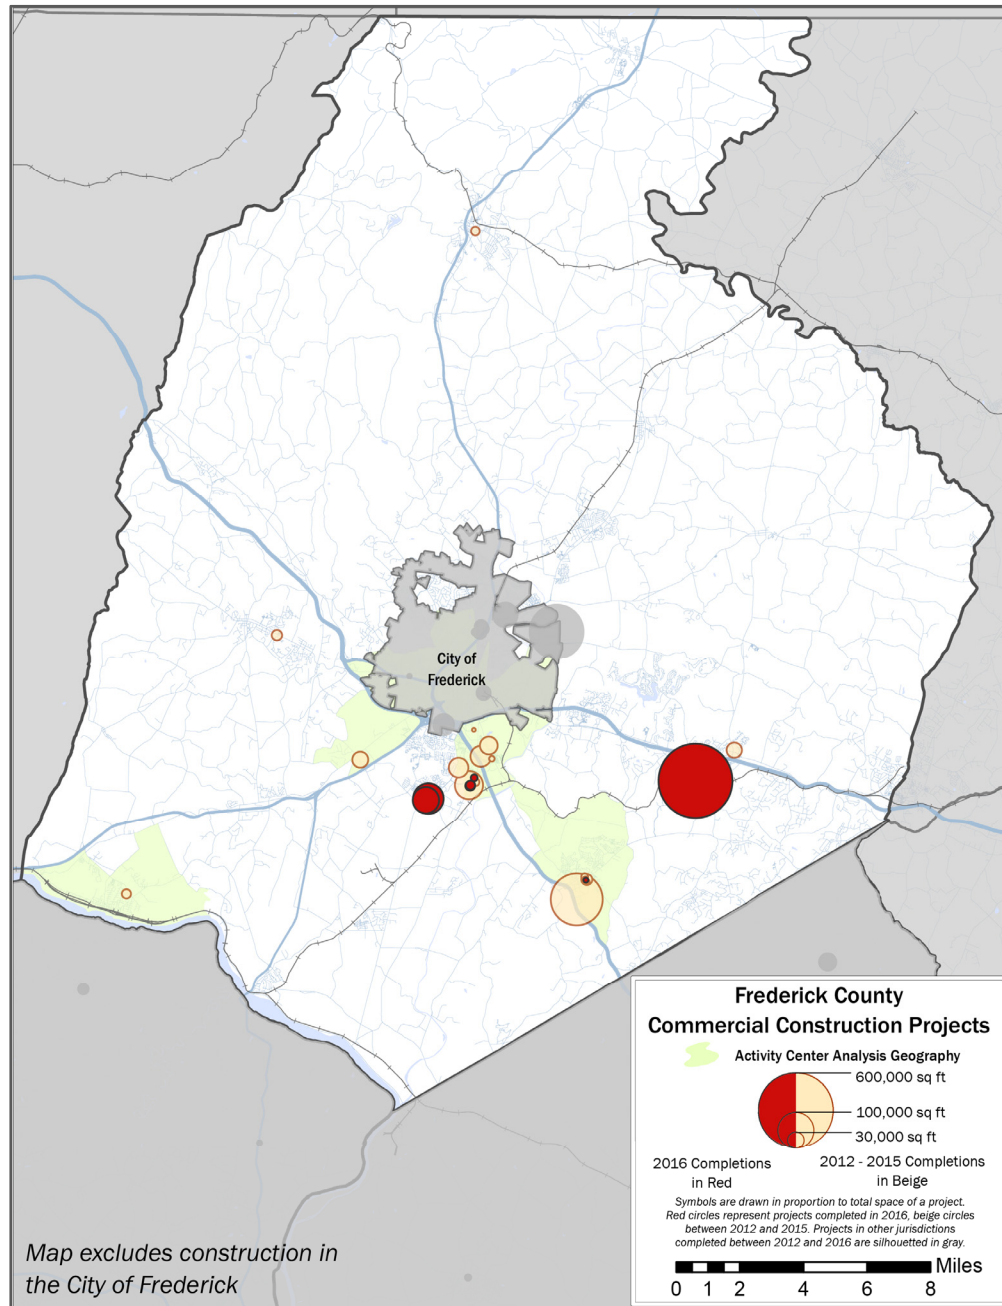 City of
Frederick
Frederick County
Commercial Construction Projects
Activity Center Analysis Geography
600,000 sq ft
100,000 sq ft
30,000 sq ft
2016 Completions
in Red
2012 - 2015 Completions
in Beige
Symbols are drawn in proportion to total space of a project.
Red circles represent projects completed in 2016, beige circles
between 2012 and 2015. Projects in other jurisdictions
completed between 2012 and 2016 are silhouetted in gray.
Miles
0 1 2 4 6 8
Map excludes construction in
the City of Frederick